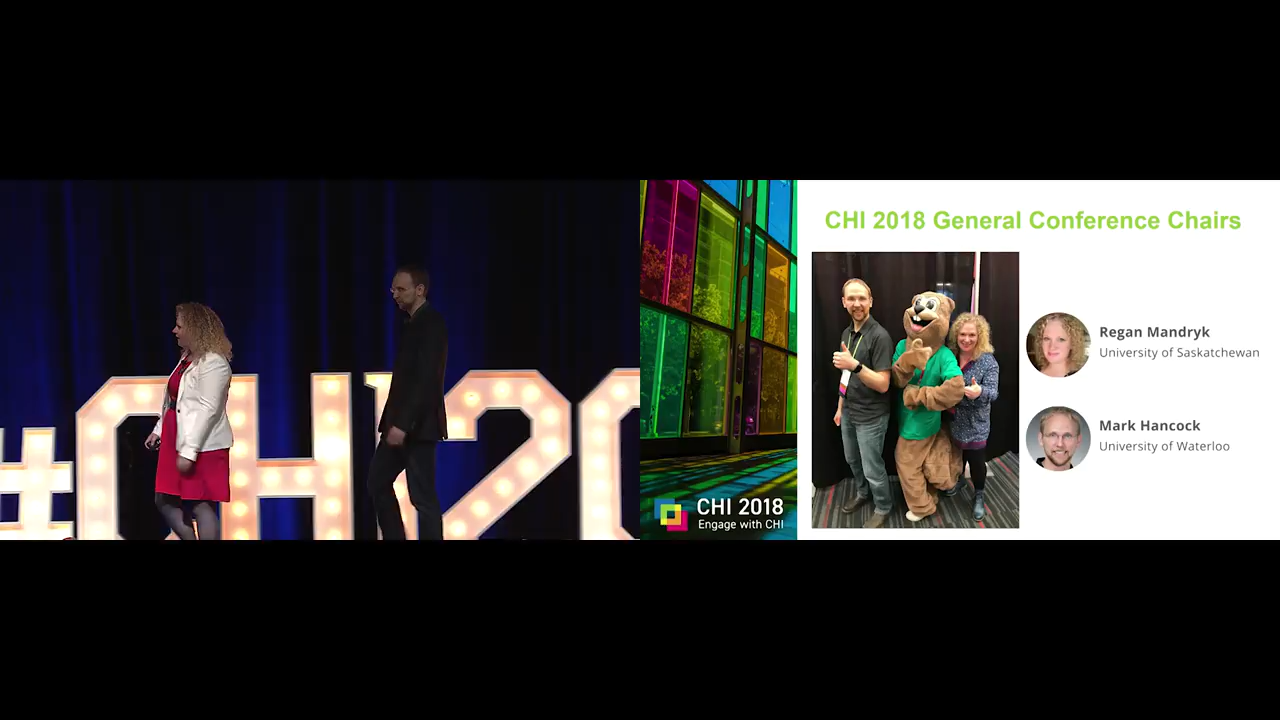 #CHI20
CHI 2018
Engage with CHI
CHI 2018 General Conference Chairs
Regan Mandryk
University of Saskatchewan
Mark Hancock
University of Waterloo